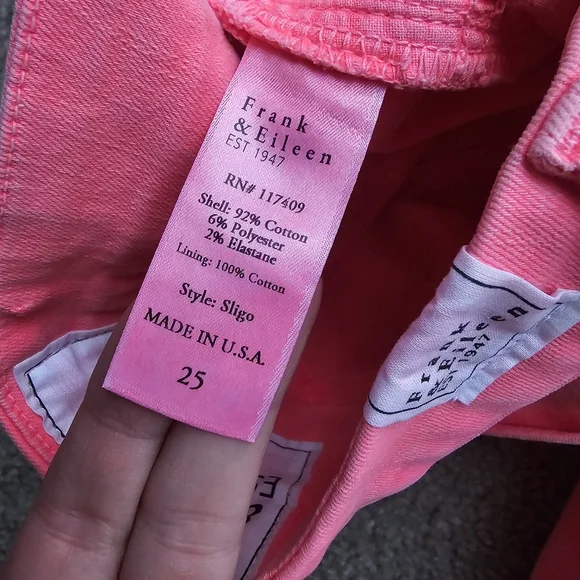 Frank
& Eileen
EST 1947
RN# 117409
Shell: 92% Cotton
6% Polyester
2% Elastane
Lining: 100% Cotton
Style: Sligo
MADE IN U.S.A.
25
Frank
& Eileen
EST 1947